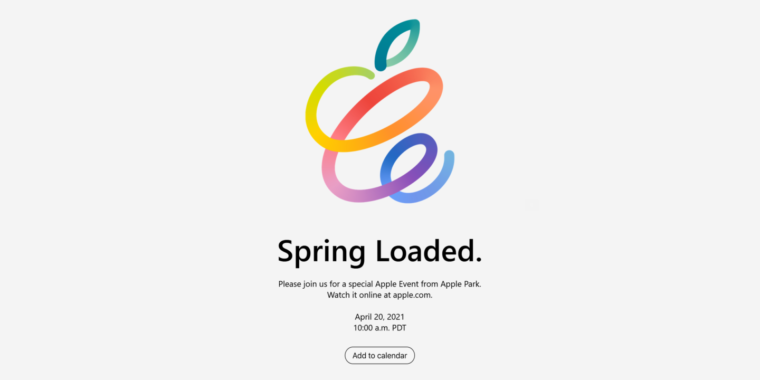 Spring Loaded.
Please join us for a special Apple Event from Apple Park.
Watch it online at apple.com.
April 20, 2021
10:00 a.m. PDT
Add to calendar